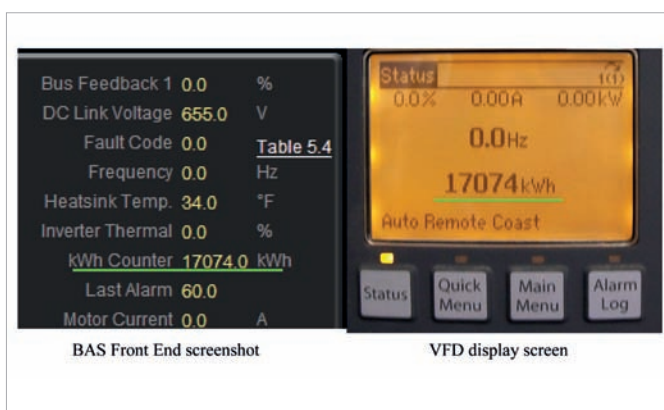 Bus Feedback 1 0.0 %
DC Link Voltage 655.0 V
Fault Code 0.0 Table 5.4
Frequency 0.0 Hz
Heatsink Temp. 34.0 °F
Inverter Thermal 0.0 %
kWh Counter 17074.0 kWh
Last Alarm 60.0
Motor Current 0.0 A
BAS Front End screenshot
Status 1(1)
0.0% 0.00A 0.00kW
0.0Hz
17074kWh
Auto Remote Coast
Status
Quick Menu
Main Menu
Alarm Log
VFD display screen